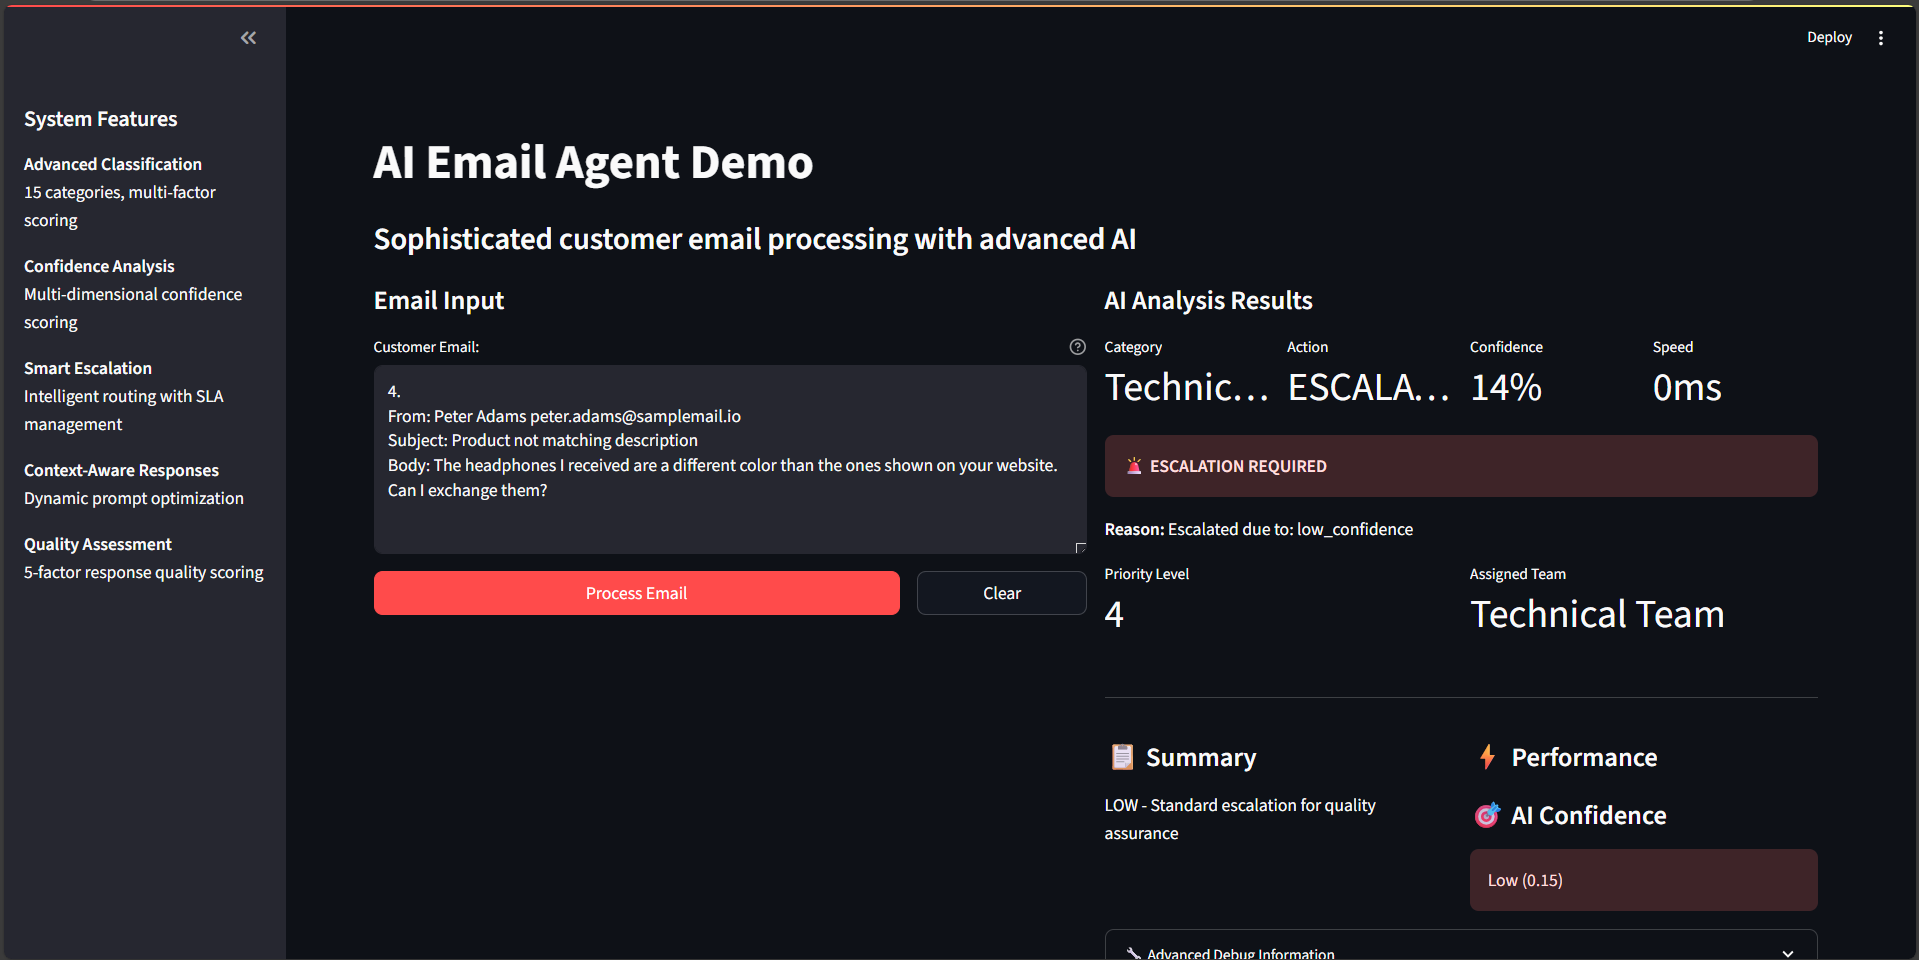 Deploy
System Features
Advanced Classification
15 categories, multi-factor
scoring
Confidence Analysis
Multi-dimensional confidence
scoring
Smart Escalation
Intelligent routing with SLA
management
Context-Aware Responses
Dynamic prompt optimization
Quality Assessment
5-factor response quality scoring
AI Email Agent Demo
Sophisticated customer email processing with advanced AI
Email Input
Customer Email:
4.
From: Peter Adams peter.adams@samplemail.io
Subject: Product not matching description
Body: The headphones I received are a different color than the ones shown on your website.
Can I exchange them?
Process Email
Clear
AI Analysis Results
Category
Technic...
Action
ESCALA...
Confidence
14%
Speed
0ms
ESCALATION REQUIRED
Reason: Escalated due to: low_confidence
Priority Level
4
Assigned Team
Technical Team
Summary
LOW - Standard escalation for quality
assurance
Performance
AI Confidence
Low (0.15)
Advanced Debug Information